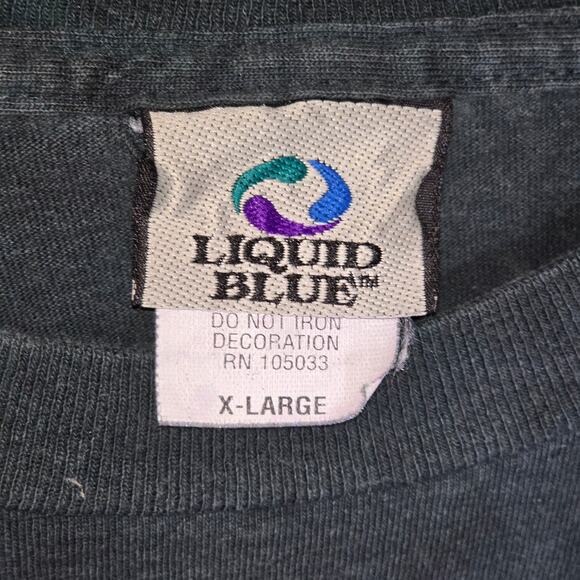 LIQUID
BLUE™
DO NOT IRON
DECORATION
RN 105033
X-LARGE